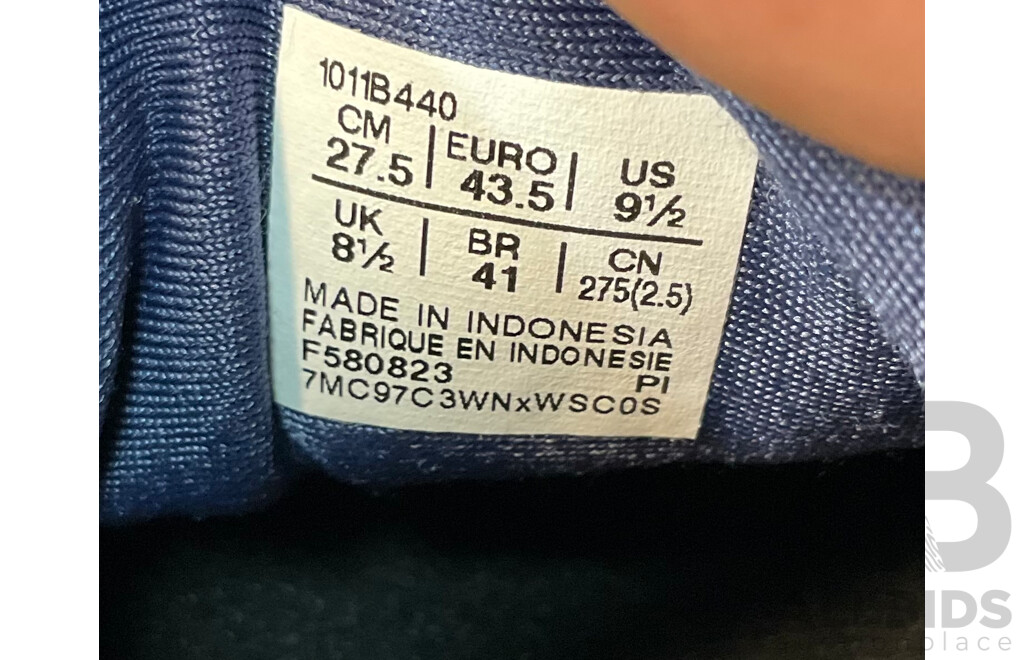 1011B440
CM | EURO | US
27.5 | 43.5 | 9½
UK | BR | CN
8½ | 41 | 275(2.5)
MADE IN INDONESIA
FABRIQUE EN INDONESIE
F580823 PI
7MC97C3WNxWSC0S